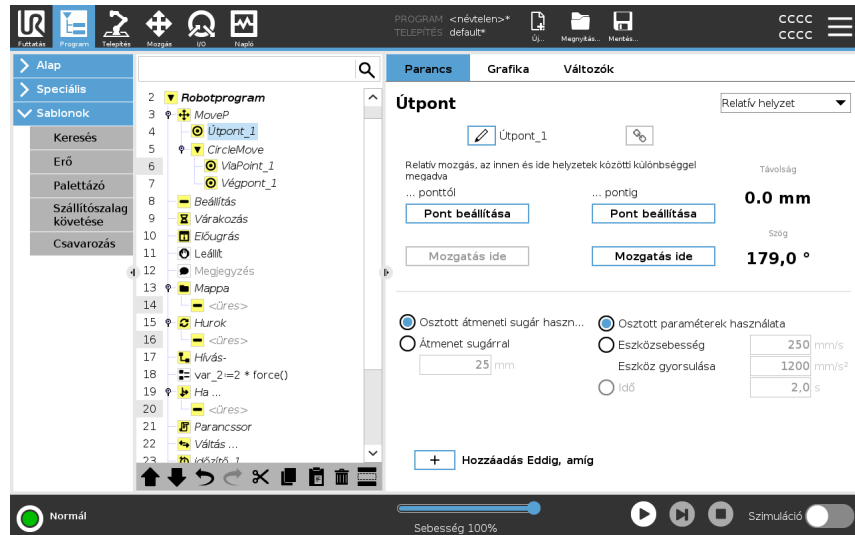 PROGRAM <névtelen>*
TELEPÍTÉS default*
Futtatás
Program
Telepítés
Mozgás
I/O
Napló
Új...
Megnyitás...
Mentés...
CCCC
CCCC
Alap
Speciális
Sablonok
Keresés
Erő
Palettázó
Szállítószalag
követése
Csavarozás
2 Robotprogram
3 MoveP
4 Útpont_1
5 CircleMove
6 ViaPoint_1
7 Végpont_1
8 Beállítás
9 Várakozás
10 Előugrás
11 Leállít
12 Megjegyzés
13 Mappa
14 <üres>
15 Hurok
16 <üres>
17 Hívás-
18 var_2≔2 * force()
19 Ha ...
20 <üres>
21 Parancssor
22 Váltás ...
23 Időzítő_1
Parancs
Grafika
Változók
Útpont
Relatív helyzet
Útpont_1
Relatív mozgás, az innen és ide helyzetek közötti különbséggel
megadva
... ponttól
... pontig
Pont beállítása
Pont beállítása
Mozgatás ide
Mozgatás ide
Távolság
0.0 mm
Szög
179,0 °
Osztott átmeneti sugár haszn...
Átmenet sugárral
25 mm
Osztott paraméterek használata
Eszközsebesség 250 mm/s
Eszköz gyorsulása 1200 mm/s²
Idő 2,0 s
+ Hozzáadás Eddig, amíg
Normál
Sebesség 100%
Szimuláció